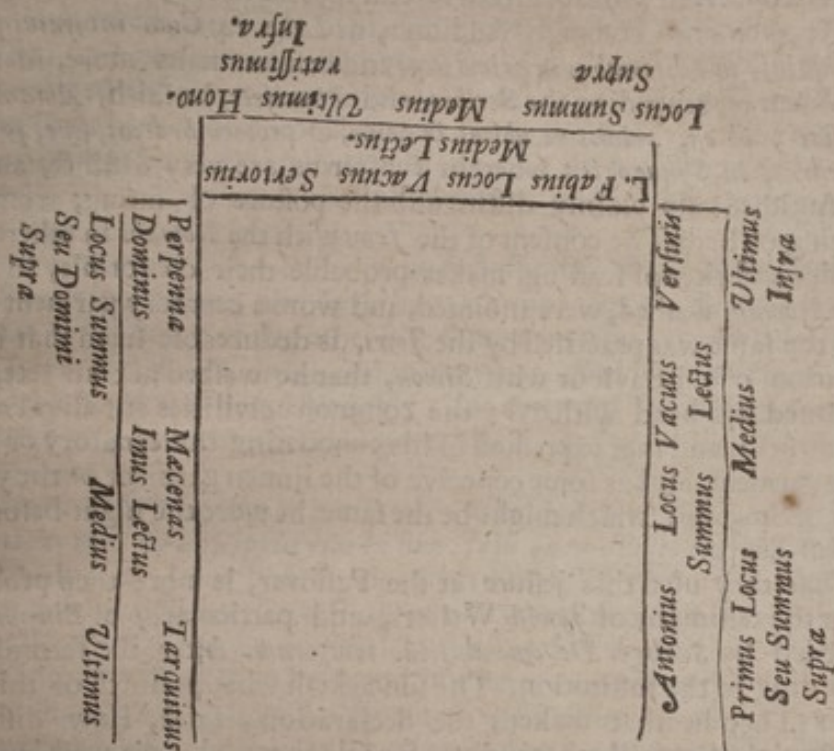 L. Fabius Locus Vacuus Sertorius
Medius Lectus.
Locus Summus Medius Ultimus Hono.
Supra ratiſſimus
Infra.
Perpenna Mæcenas Tarquitius
Dominus Imus Lectus
Locus Summus Medius Ultimus
Seu Domini
Supra
Antonius Locus Vacuus Verſinius
Summus Lectus
Primus Locus Medius Ultimus
Seu Summus Infra
Supra